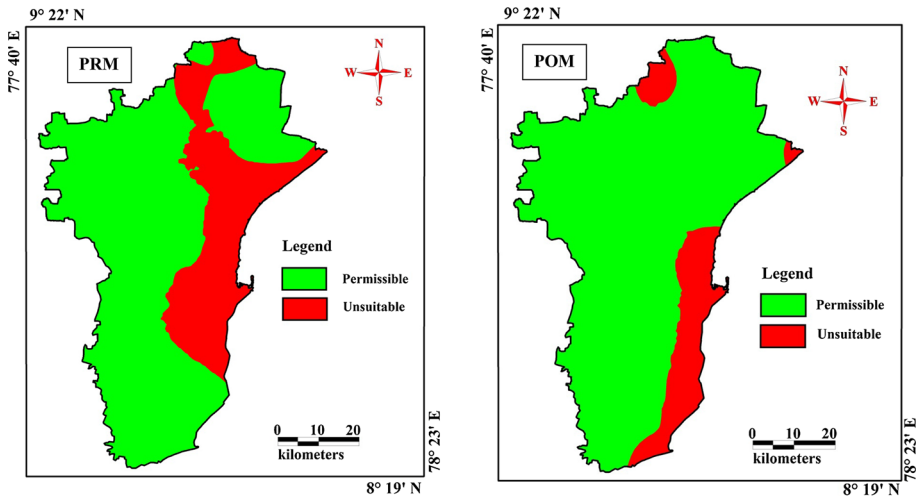 9° 22' N
77° 40' E
PRM
N
W E
S
Legend
Permissible
Unsuitable
0 10 20
kilometers
78° 23' E
8° 19' N
9° 22' N
77° 40' E
POM
N
W E
S
Legend
Permissible
Unsuitable
0 10 20
kilometers
78° 23' E
8° 19' N